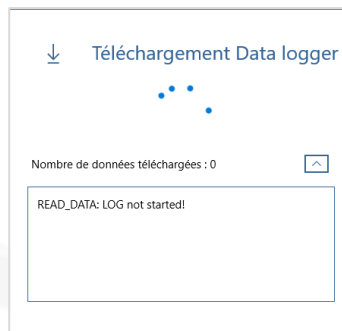 Téléchargement Data logger
Nombre de données téléchargées : 0
READ_DATA: LOG not started!